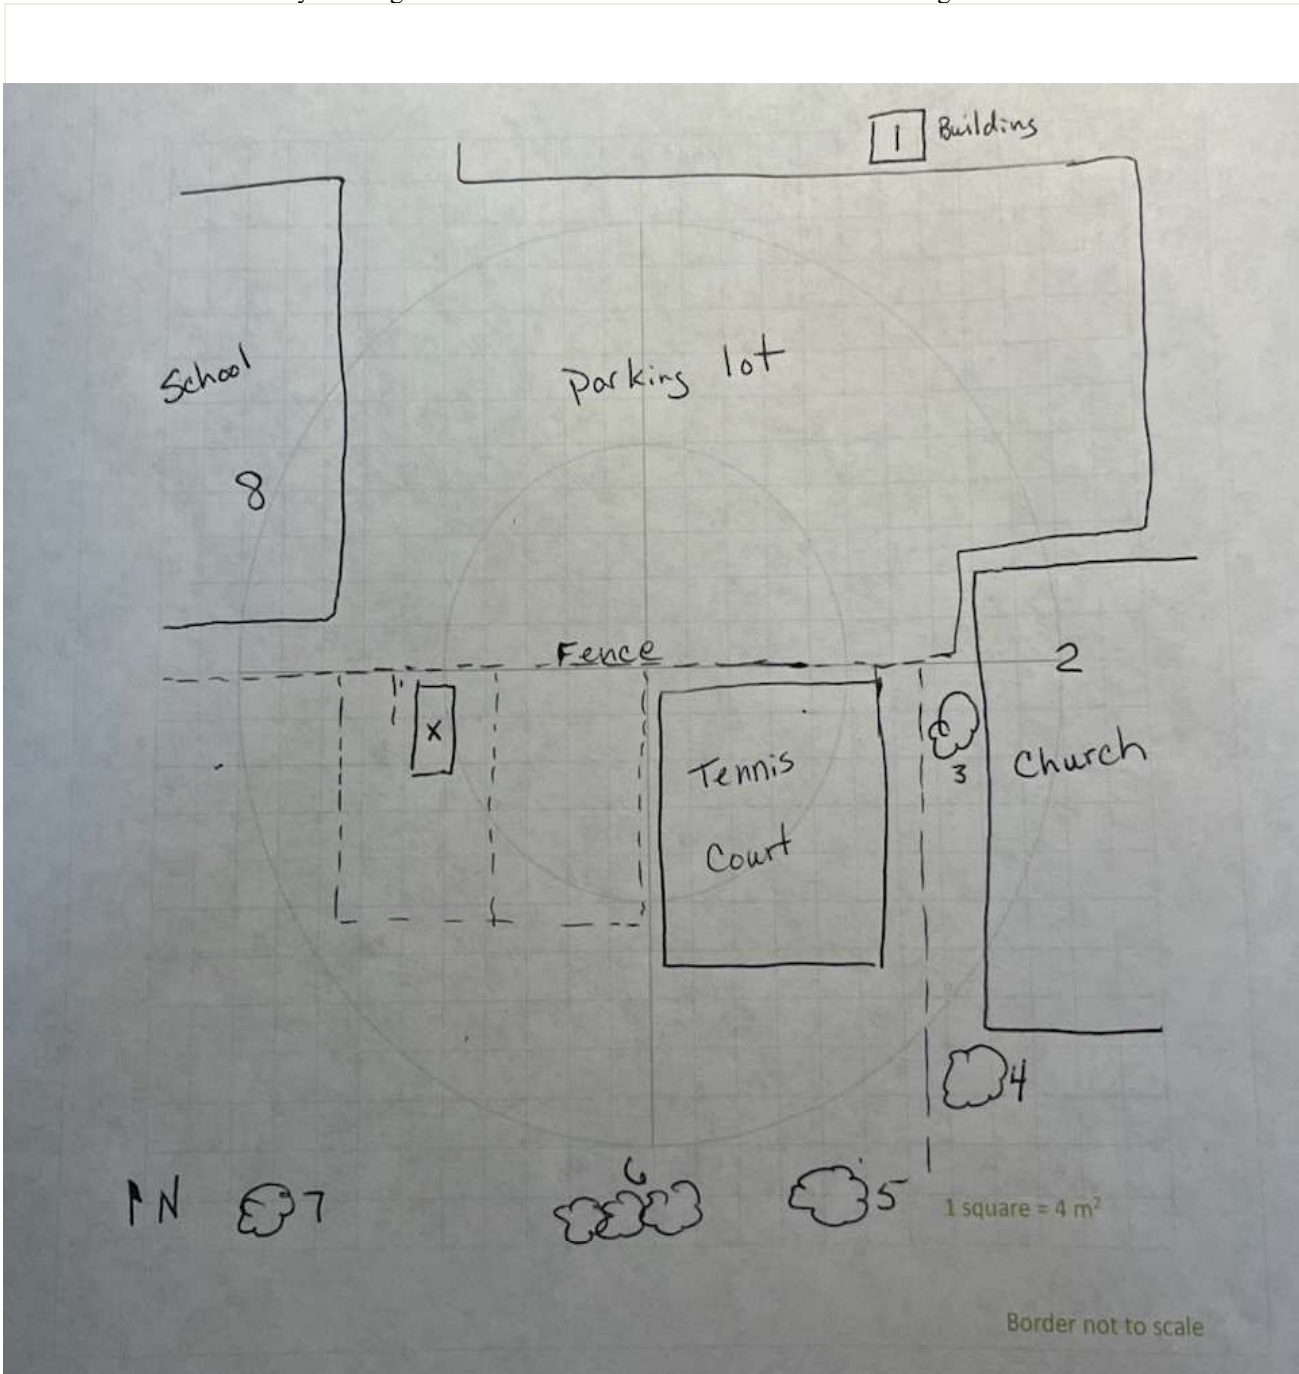 1 Building
School
Parking lot
8
Fence
2
X
Tennis
Court
3
Church
4
N
7
6
5
1 square = 4 m²
Border not to scale